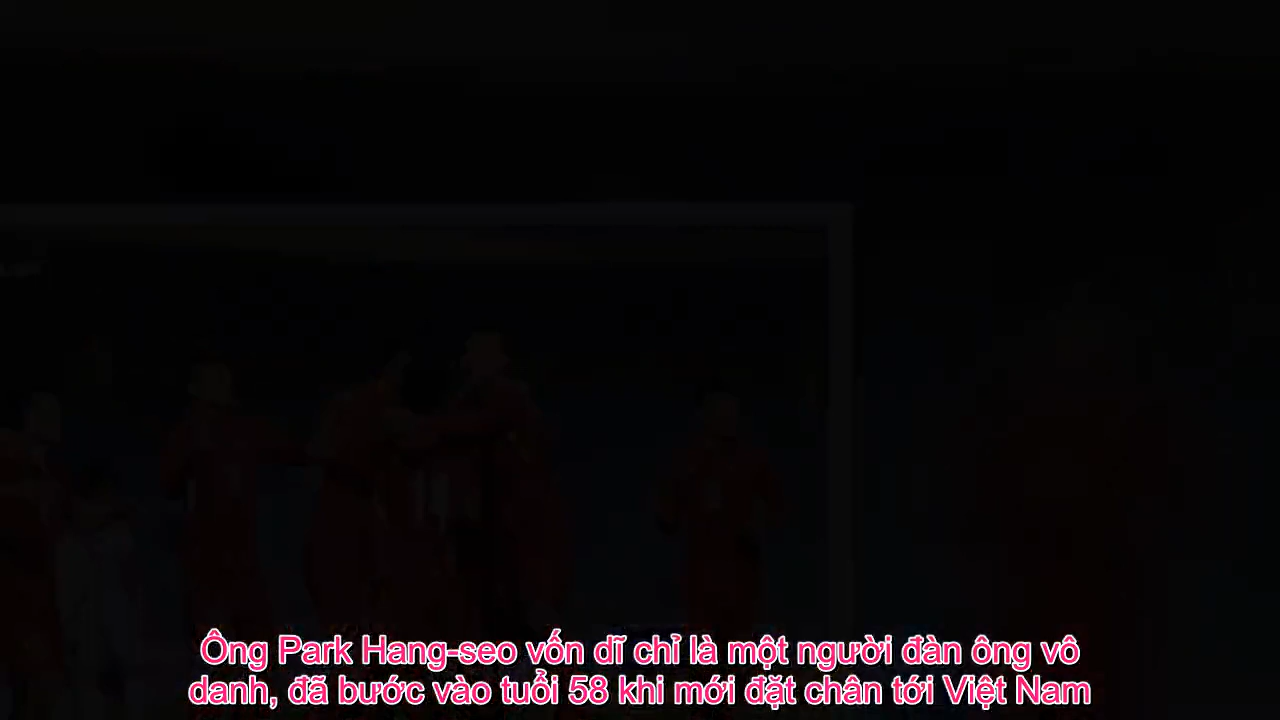 Ông Park Hang-seo vốn dĩ chỉ là một người đàn ông vô
danh, đã bước vào tuổi 58 khi mới đặt chân tới Việt Nam